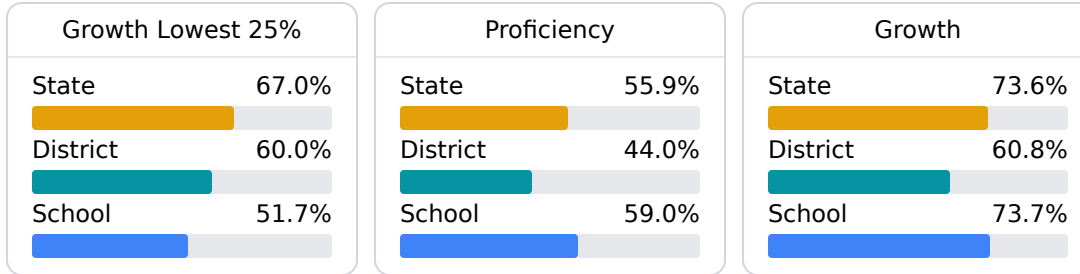 Growth Lowest 25%
State 67.0%
District 60.0%
School 51.7%
Proficiency
State 55.9%
District 44.0%
School 59.0%
Growth
State 73.6%
District 60.8%
School 73.7%